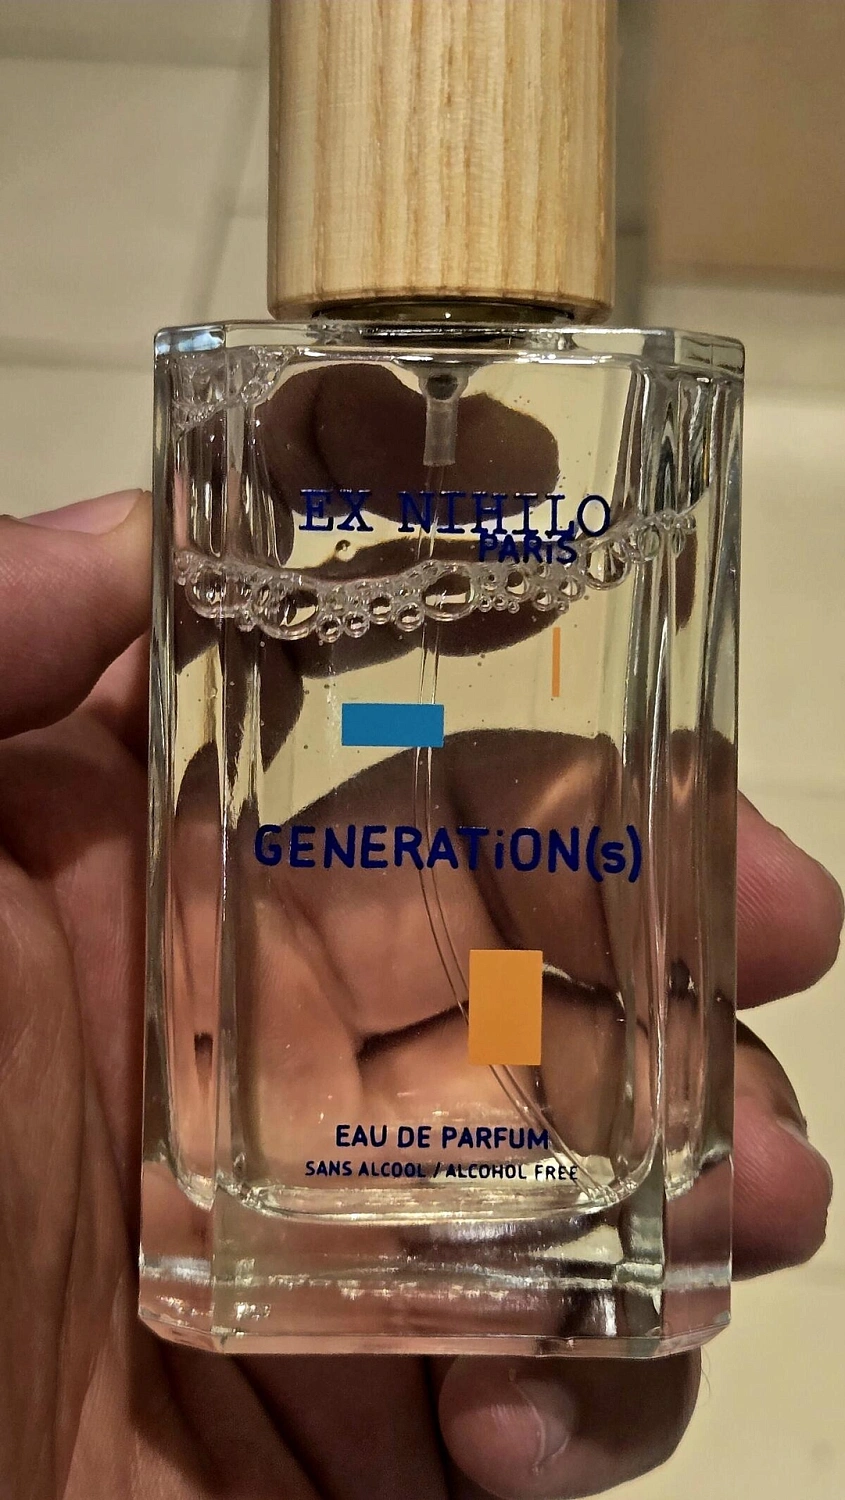 EX NIHILO
PARiS
GENERATiON(s)
EAU DE PARFUM
SANS ALCOOL / ALCOHOL FREE